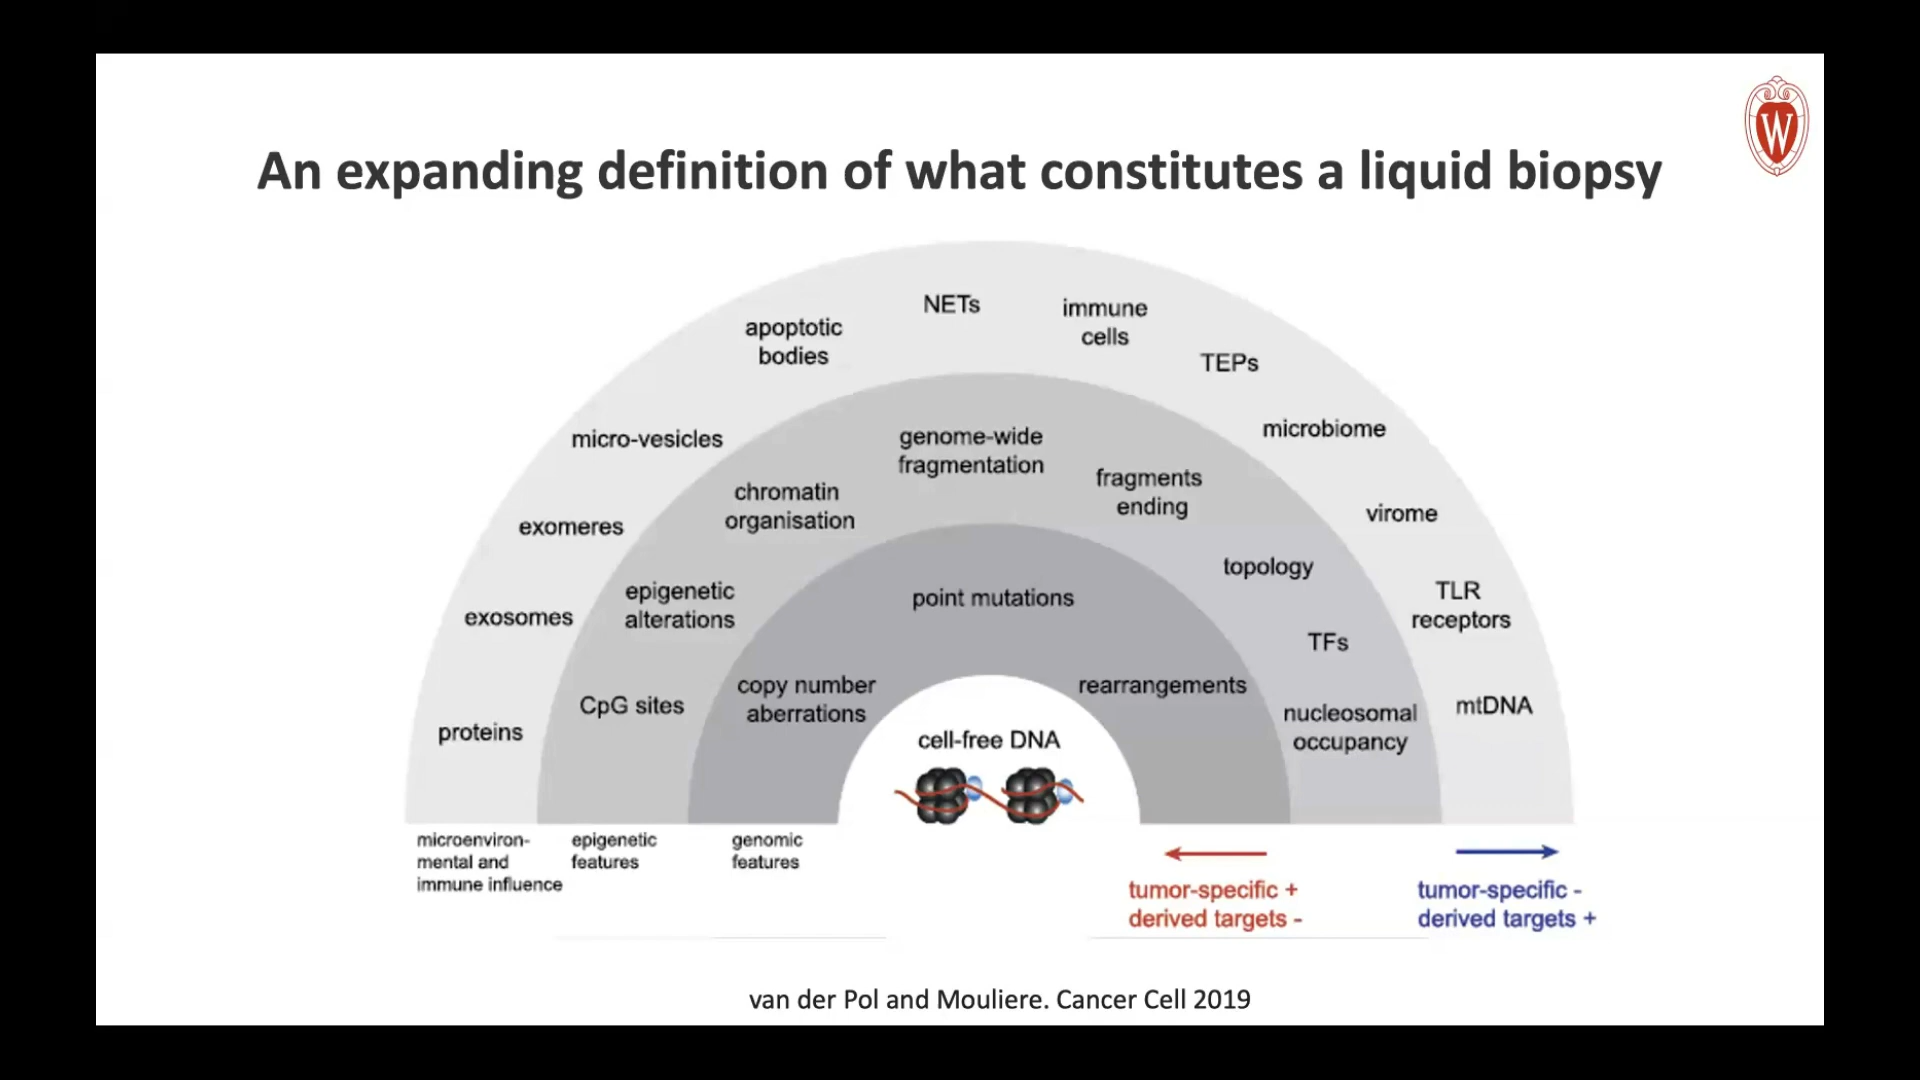 W
An expanding definition of what constitutes a liquid biopsy
NETs
immune
cells
apoptotic
bodies
TEPs
micro-vesicles
genome-wide
fragmentation
microbiome
chromatin
organisation
fragments
ending
exomeres
virome
epigenetic
alterations
point mutations
topology
exosomes
TLR
receptors
TFs
copy number
aberrations
rearrangements
CpG sites
nucleosomal
occupancy
mtDNA
proteins
cell-free DNA
microenviron-
mental and
immune influence
epigenetic
features
genomic
features
tumor-specific +
derived targets -
tumor-specific -
derived targets +
van der Pol and Mouliere. Cancer Cell 2019